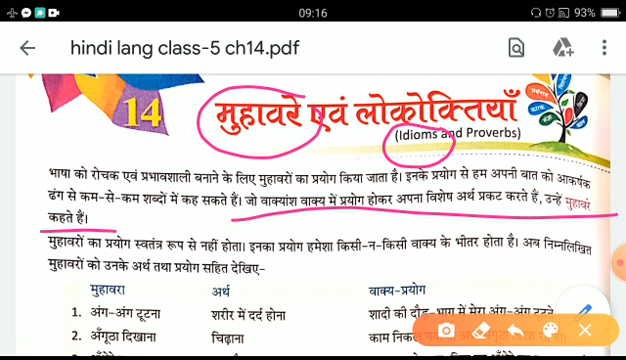 09:16
93%
hindi lang class-5 ch14.pdf
14
मुहावरे एवं लोकोक्तियाँ
(Idioms and Proverbs)
भाषा को रोचक एवं प्रभावशाली बनाने के लिए मुहावरों का प्रयोग किया जाता है। इनके प्रयोग से हम अपनी बात को आकर्षक
ढंग से कम-से-कम शब्दों में कह सकते हैं। जो वाक्यांश वाक्य में प्रयोग होकर अपना विशेष अर्थ प्रकट करते हैं, उन्हें मुहावरे
कहते हैं।
मुहावरों का प्रयोग स्वतंत्र रूप से नहीं होता। इनका प्रयोग हमेशा किसी-न-किसी वाक्य के भीतर होता है। अब निम्नलिखित
मुहावरों को उनके अर्थ तथा प्रयोग सहित देखिए–
मुहावरा अर्थ वाक्य-प्रयोग
1. अंग-अंग टूटना शरीर में दर्द होना शादी की दौड़-भाग में मेरा अंग-अंग टूटने
2. अँगूठा दिखाना चिढ़ाना काम